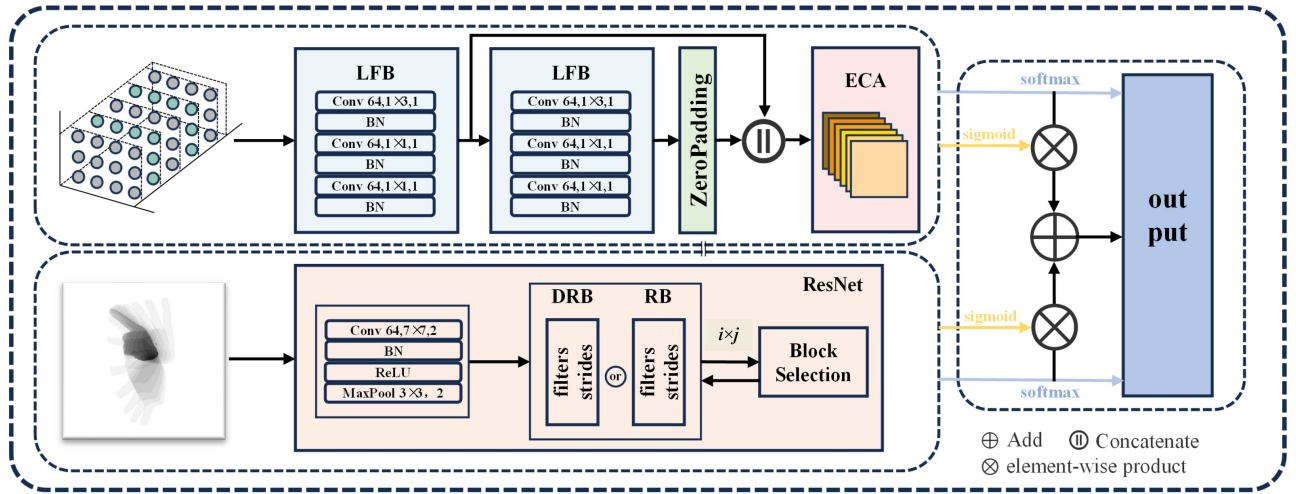 LFB
Conv 64,1×3,1
BN
Conv 64,1×1,1
BN
Conv 64,1×1,1
BN
LFB
Conv 64,1×3,1
BN
Conv 64,1×1,1
BN
Conv 64,1×1,1
BN
ZeroPadding
ECA
softmax
sigmoid
out
put
sigmoid
softmax
ResNet
Conv 64,7×7,2
BN
ReLU
MaxPool 3×3，2
DRB
filters
strides
or
RB
filters
strides
i×j
Block
Selection
Add
Concatenate
element-wise product